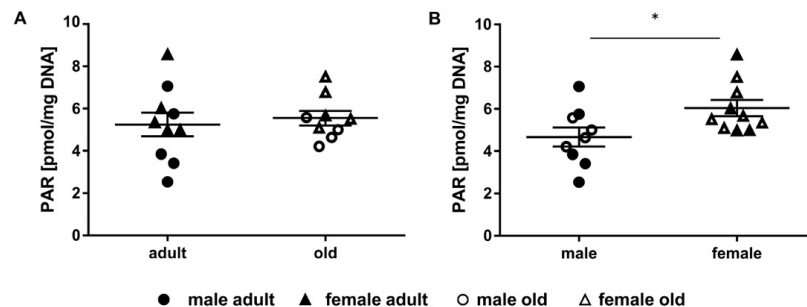 A
B
*
PAR [pmol/mg DNA]
10
8
6
4
2
0
adult
old
PAR [pmol/mg DNA]
10
8
6
4
2
0
male
female
male adult
female adult
male old
female old